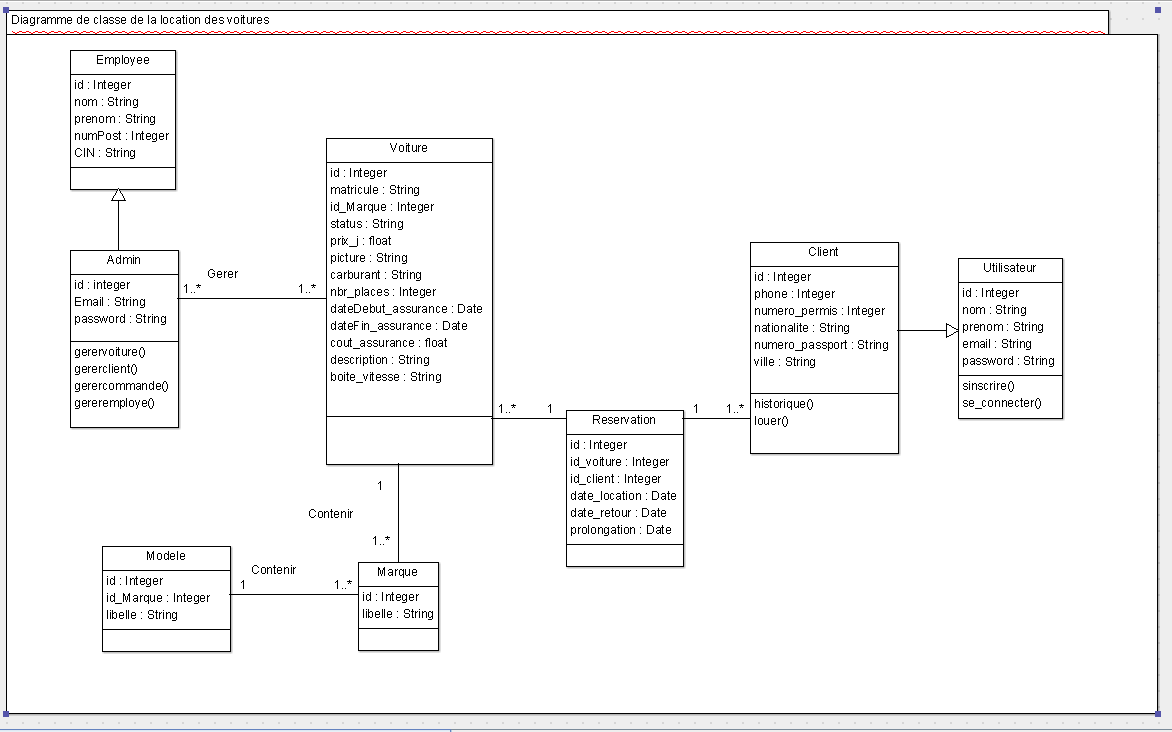 Diagramme de classe de la location des voitures
Employee
id : Integer
nom : String
prenom : String
numPost : Integer
CIN : String
Admin
id : integer
Email : String
password : String
gerervoiture()
gererclient()
gerercommande()
gereremploye()
Gerer
1..*
1..*
Voiture
id : Integer
matricule : String
id_Marque : Integer
status : String
prix_j : float
picture : String
carburant : String
nbr_places : Integer
dateDebut_assurance : Date
dateFin_assurance : Date
cout_assurance : float
description : String
boite_vitesse : String
1..*
1
Reservation
id : Integer
id_voiture : Integer
id_client : Integer
date_location : Date
date_retour : Date
prolongation : Date
1
1..*
Client
id : Integer
phone : Integer
numero_permis : Integer
nationalite : String
numero_passport : String
ville : String
historique()
louer()
Utilisateur
id : Integer
nom : String
prenom : String
email : String
password : String
sinscrire()
se_connecter()
1
Contenir
1..*
Modele
id : Integer
id_Marque : Integer
libelle : String
Contenir
1
1..*
Marque
id : Integer
libelle : String